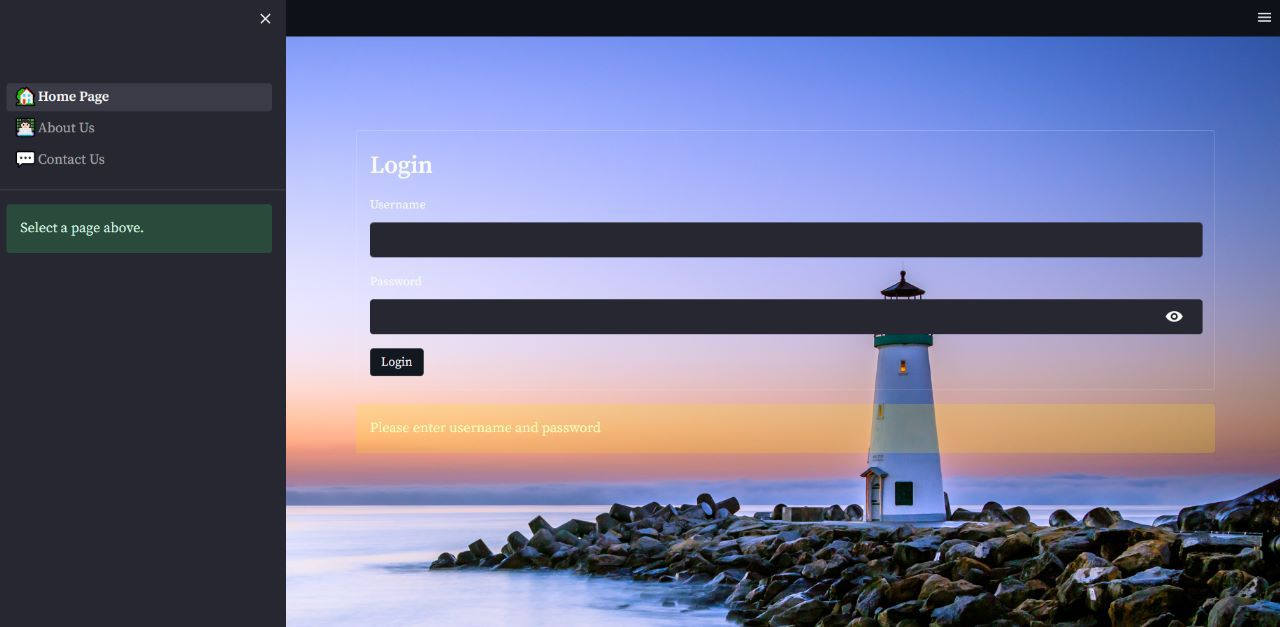 Home Page
About Us
Contact Us
Select a page above.
Login
Username
Password
Login
Please enter username and password